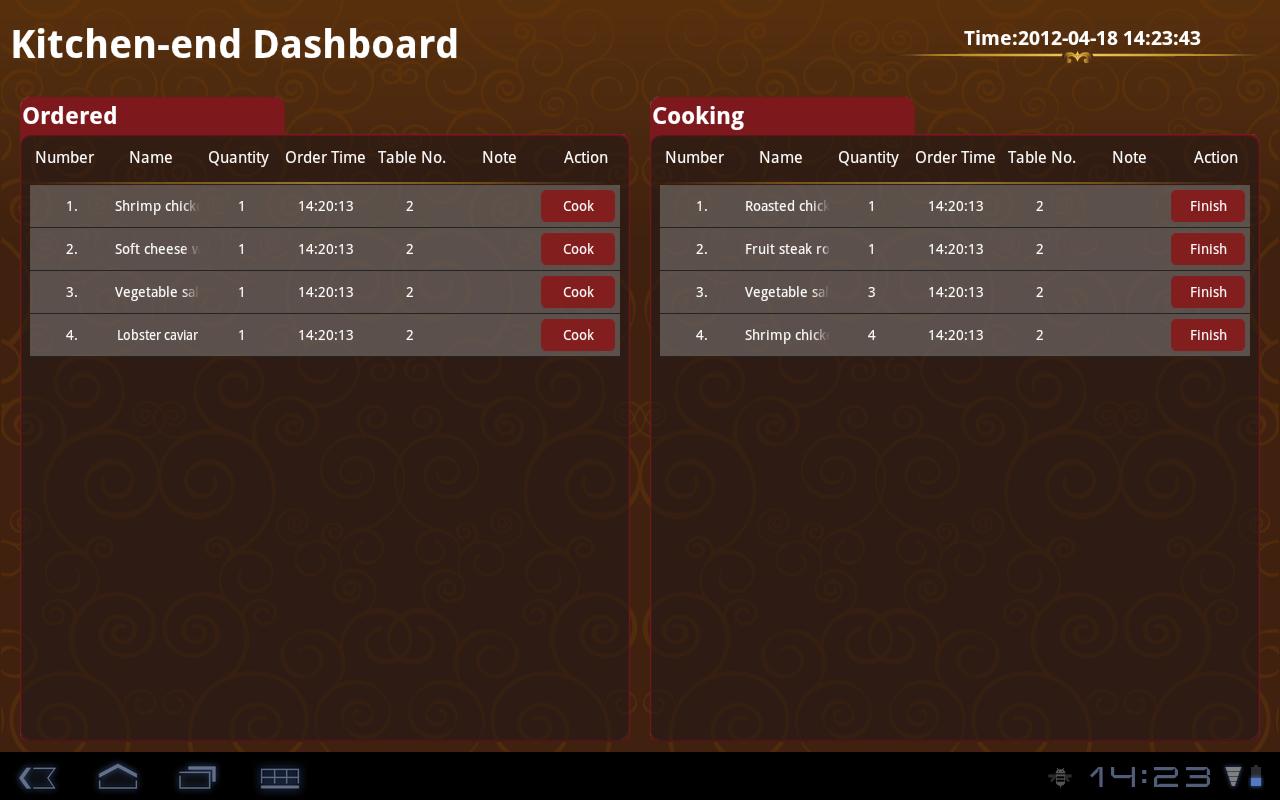 Kitchen-end Dashboard
Time:2012-04-18 14:23:43
Ordered
Number Name Quantity Order Time Table No. Note Action
1. Shrimp chick 1 14:20:13 2 Cook
2. Soft cheese w 1 14:20:13 2 Cook
3. Vegetable sal 1 14:20:13 2 Cook
4. Lobster caviar 1 14:20:13 2 Cook
Cooking
Number Name Quantity Order Time Table No. Note Action
1. Roasted chick 1 14:20:13 2 Finish
2. Fruit steak ro 1 14:20:13 2 Finish
3. Vegetable sal 3 14:20:13 2 Finish
4. Shrimp chick 4 14:20:13 2 Finish
14:23